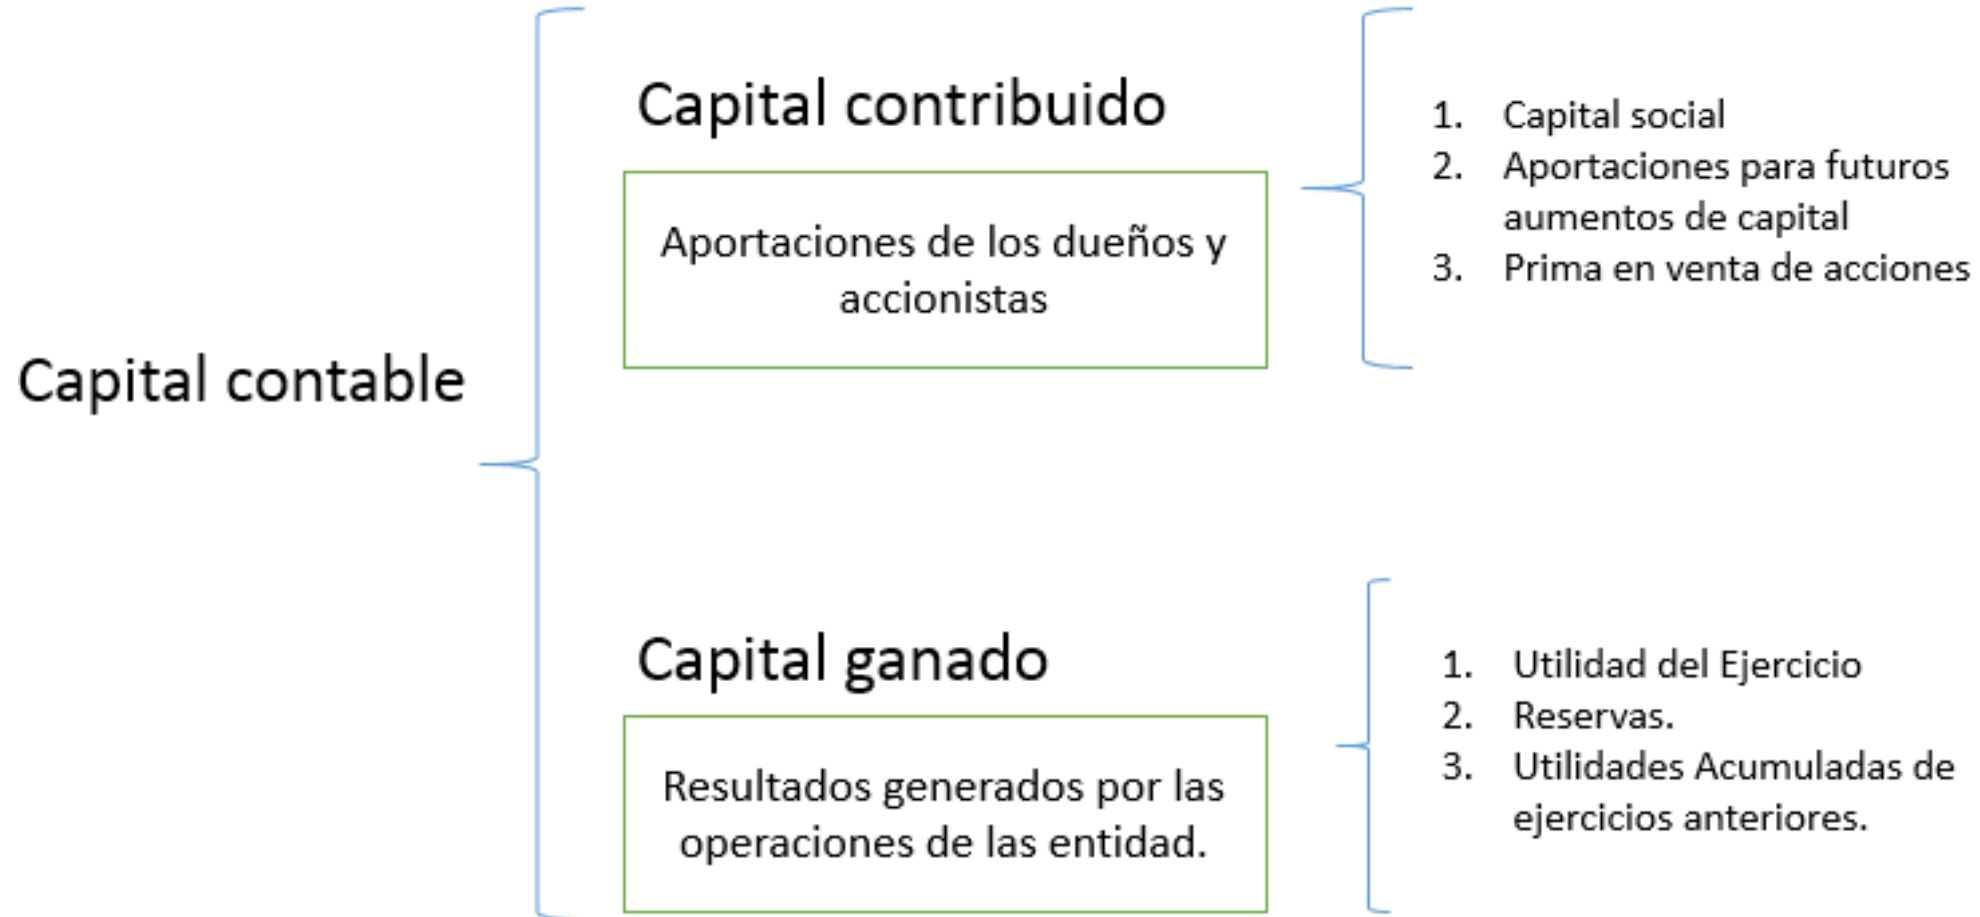 Capital contable
Capital contribuido
Aportaciones de los dueños y
accionistas
1. Capital social
2. Aportaciones para futuros
aumentos de capital
3. Prima en venta de acciones
Capital ganado
Resultados generados por las
operaciones de las entidad.
1. Utilidad del Ejercicio
2. Reservas.
3. Utilidades Acumuladas de
ejercicios anteriores.